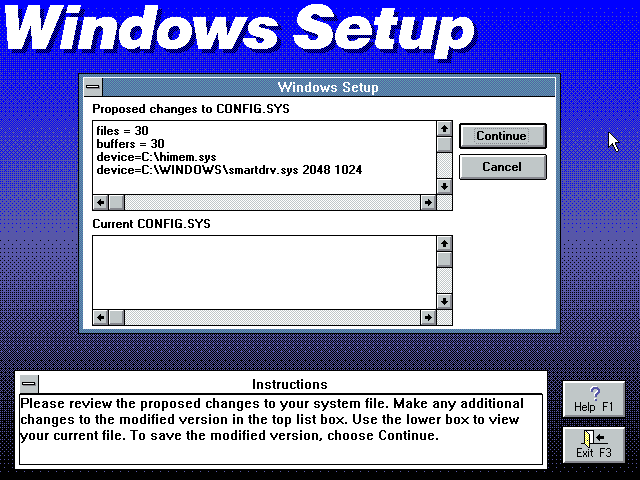 Windows Setup
Windows Setup
Proposed changes to CONFIG.SYS
files = 30
buffers = 30
device=C:\himem.sys
device=C:\WINDOWS\smartdrv.sys 2048 1024
Continue
Cancel
Current CONFIG.SYS
Instructions
Please review the proposed changes to your system file. Make any additional
changes to the modified version in the top list box. Use the lower box to view
your current file. To save the modified version, choose Continue.
?
Help F1
Exit F3